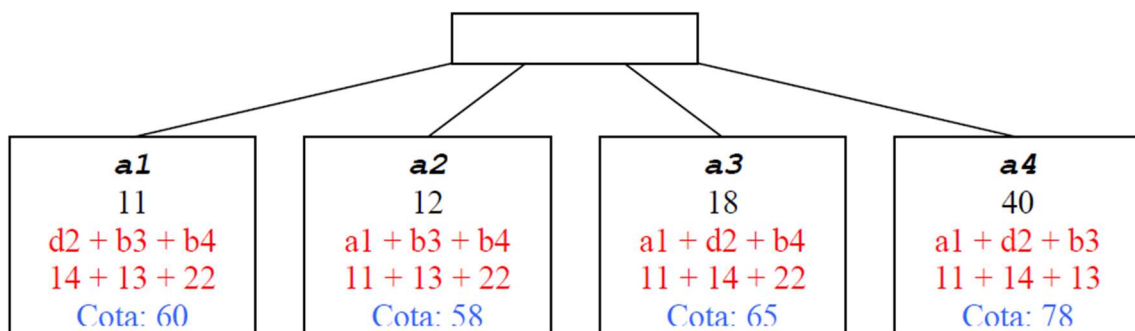 a1
11
d2 + b3 + b4
14 + 13 + 22
Cota: 60
a2
12
a1 + b3 + b4
11 + 13 + 22
Cota: 58
a3
18
a1 + d2 + b4
11 + 14 + 22
Cota: 65
a4
40
a1 + d2 + b3
11 + 14 + 13
Cota: 78